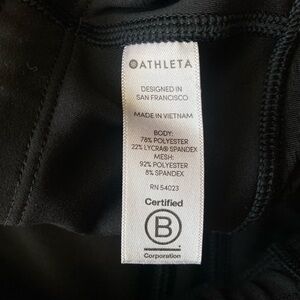 ATHLETA
DESIGNED IN
SAN FRANCISCO
MADE IN VIETNAM
BODY:
78% POLYESTER
22% LYCRA® SPANDEX
MESH:
92% POLYESTER
8% SPANDEX
RN 54023
Certified
B
Corporation